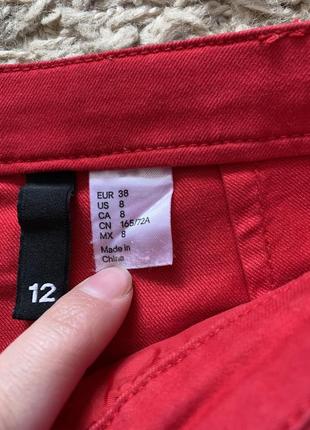 EUR 38
US 8
CA 8
CN 165/72A
MX 8
Made in
China
12